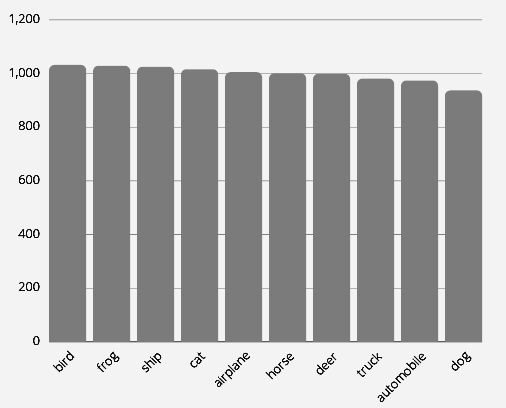 1,200
1,000
800
600
400
200
0
bird
frog
ship
cat
airplane
horse
deer
truck
automobile
dog